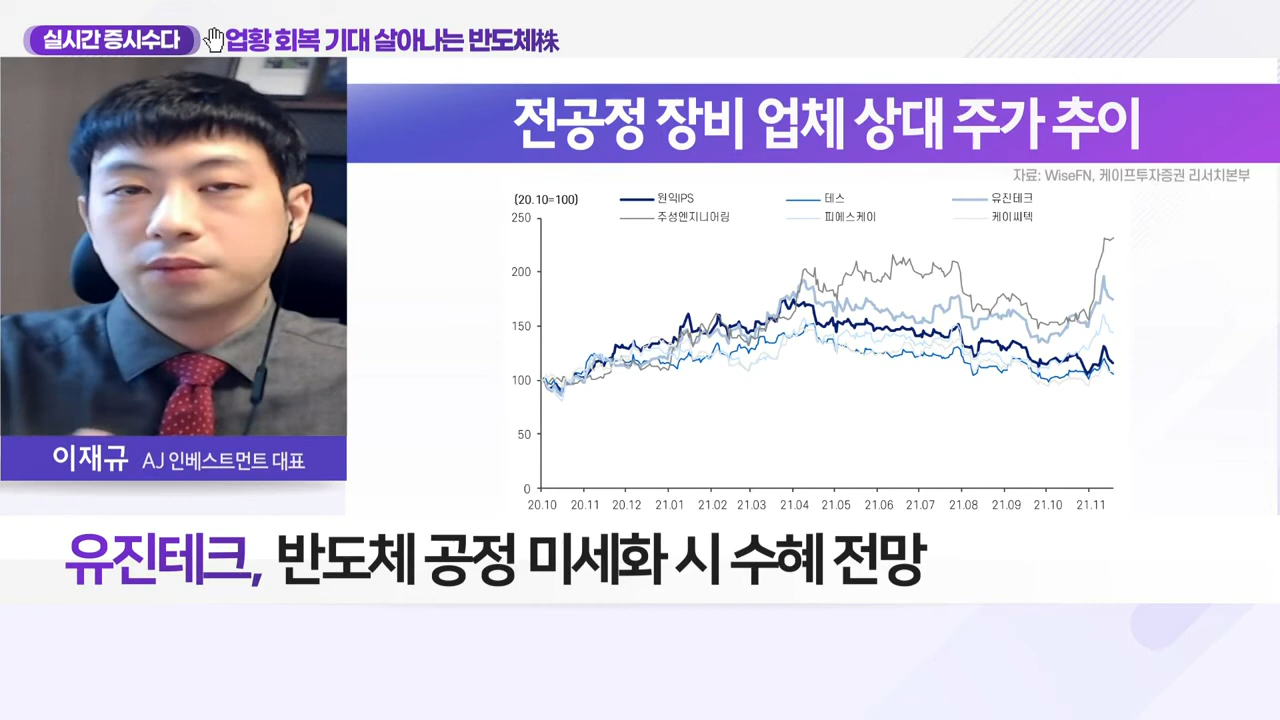 실시간 증시수다 업황 회복 기대 살아나는 반도체株
전공정 장비 업체 상대 주가 추이
자료: WiseFN, 케이프투자증권 리서치본부
(20.10=100)
원익IPS 테스 유진테크
주성엔지니어링 피에스케이 케이씨텍
250
200
150
100
50
0
20.10 20.11 20.12 21.01 21.02 21.03 21.04 21.05 21.06 21.07 21.08 21.09 21.10 21.11
이재규 AJ 인베스트먼트 대표
유진테크, 반도체 공정 미세화 시 수혜 전망